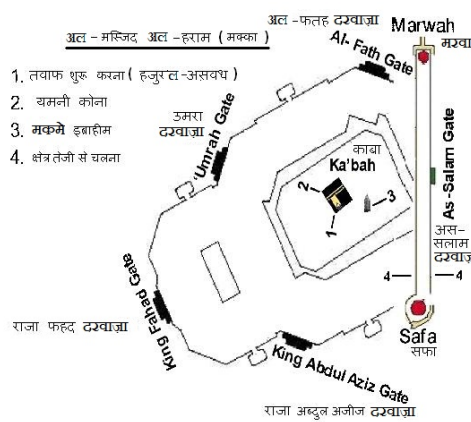 अल - मस्जिद अल -हराम ( मक्का )
अल -फतह दरवाज़ा
Marwah
मरवा
Al- Fath Gate
1. तयाफ शुरू करना ( हजुरल -असवध )
2. यमनी कोना
3. मकमे इब्राहीम
4. क्षेत्र तेजी से चलना
उमरा
दरवाज़ा
'Umrah Gate
काबा
Ka'bah
2
3
1
As -Salam Gate
अस-
सलाम
4
4
King Fahad Gate
राजा फहद दरवाज़ा
Safa
सफा
King Abdul Aziz Gate
राजा अब्दुल अजीज दरवाज़ा